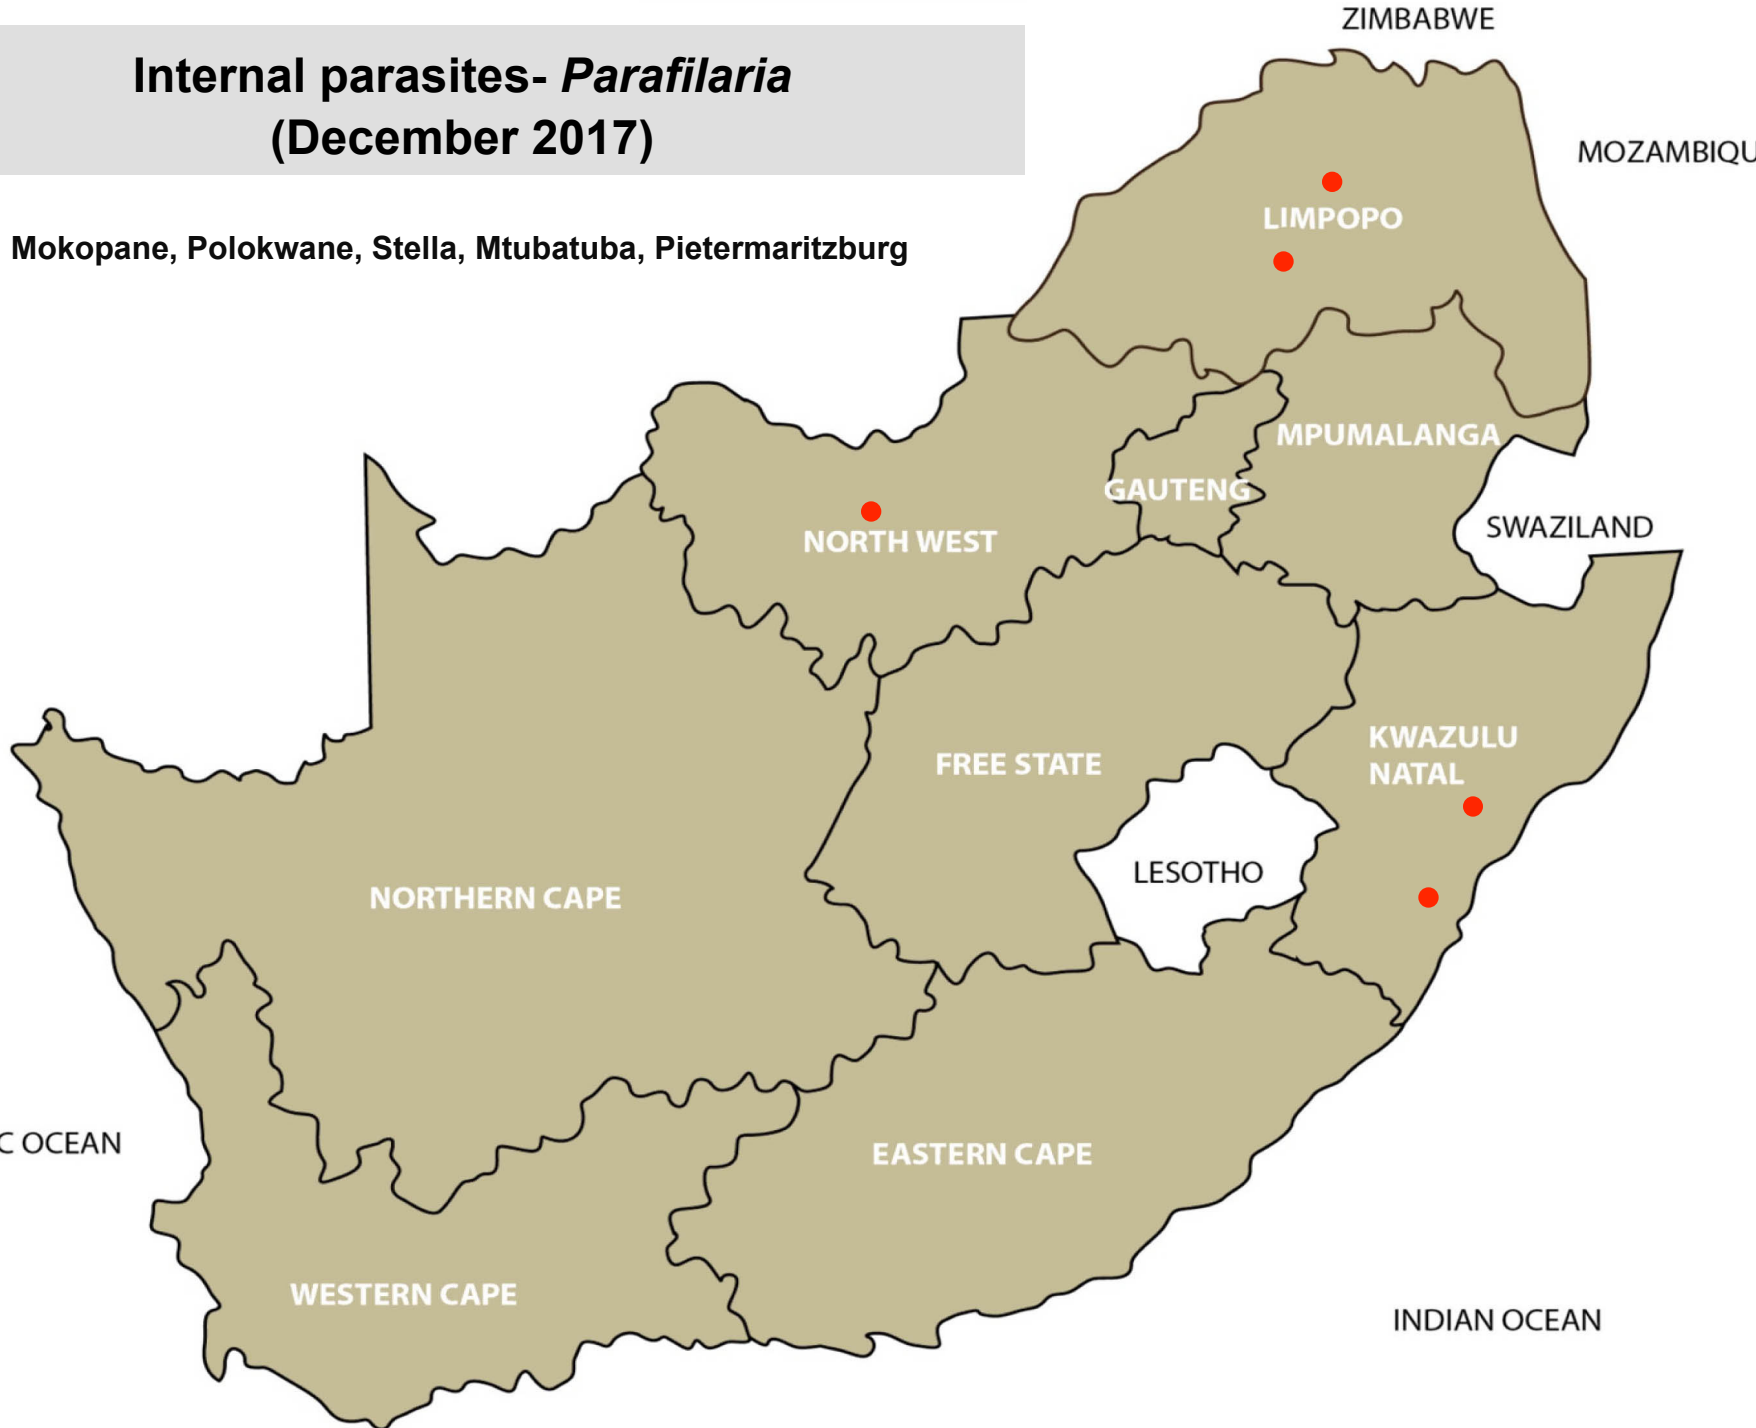 Internal parasites- Parafilaria
(December 2017)
Mokopane, Polokwane, Stella, Mtubatuba, Pietermaritzburg
ZIMBABWE
MOZAMBIQU
LIMPOPO
MPUMALANGA
GAUTENG
SWAZILAND
NORTH WEST
KWAZULU
NATAL
FREE STATE
LESOTHO
NORTHERN CAPE
C OCEAN
EASTERN CAPE
WESTERN CAPE
INDIAN OCEAN